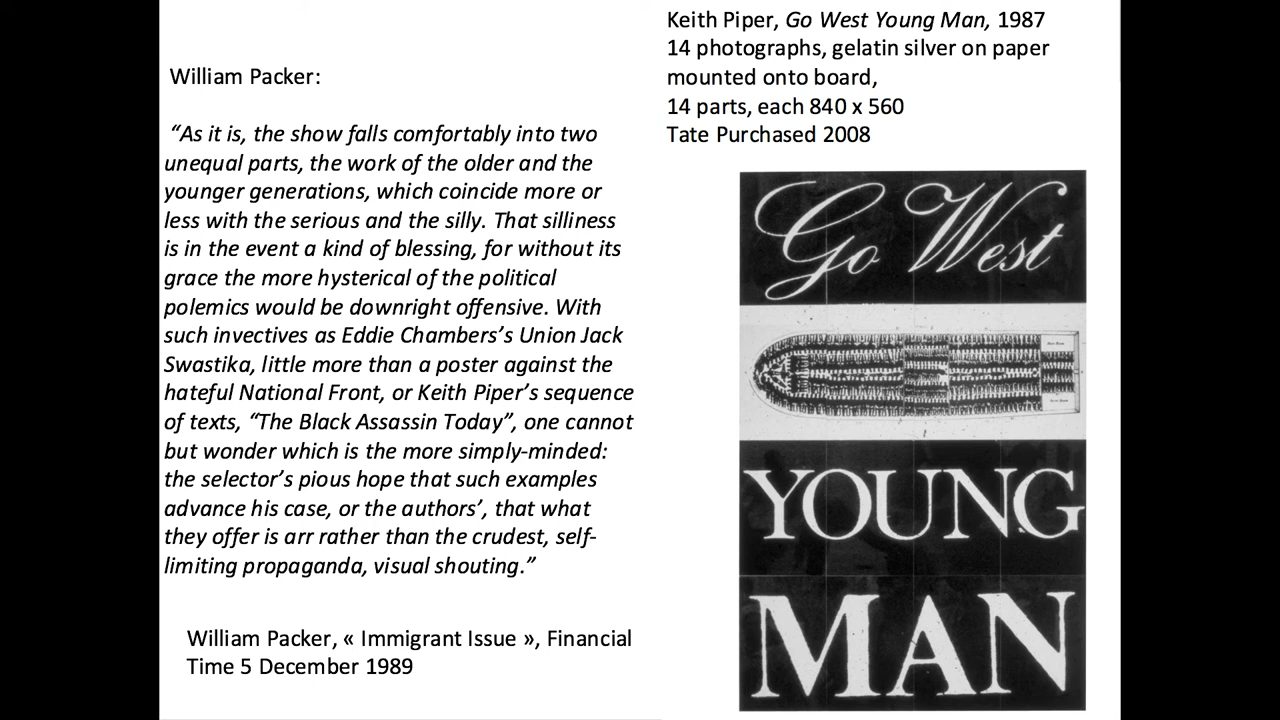 William Packer:
“As it is, the show falls comfortably into two
unequal parts, the work of the older and the
younger generations, which coincide more or
less with the serious and the silly. That silliness
is in the event a kind of blessing, for without its
grace the more hysterical of the political
polemics would be downright offensive. With
such invectives as Eddie Chambers’s Union Jack
Swastika, little more than a poster against the
hateful National Front, or Keith Piper’s sequence
of texts, “The Black Assassin Today”, one cannot
but wonder which is the more simply-minded:
the selector’s pious hope that such examples
advance his case, or the authors’, that what
they offer is arr rather than the crudest, self-
limiting propaganda, visual shouting.”
William Packer, « Immigrant Issue », Financial
Time 5 December 1989
Keith Piper, Go West Young Man, 1987
14 photographs, gelatin silver on paper
mounted onto board,
14 parts, each 840 x 560
Tate Purchased 2008
Go West
YOUNG
MAN